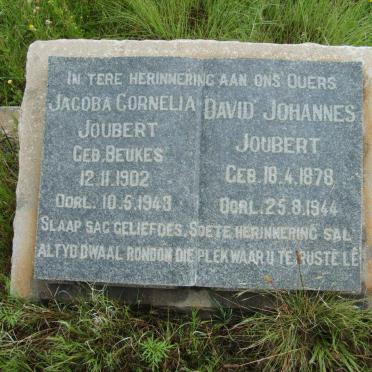 IN TERE HERINNERING AAN ONS OUERS
JACOBA CORNELIA
JOUBERT
GEB. BEUKES
12.11.1902
OORL. 10.5.1943
DAVID JOHANNES
JOUBERT
GEB. 18.4.1878
OORL. 25.8.1944
SLAAP SAG GELIEFDES, SOETE HERINNERING SAL
ALTYD DWAAL RONDOM DIE PLEK WAAR U TE RUSTE LÊ